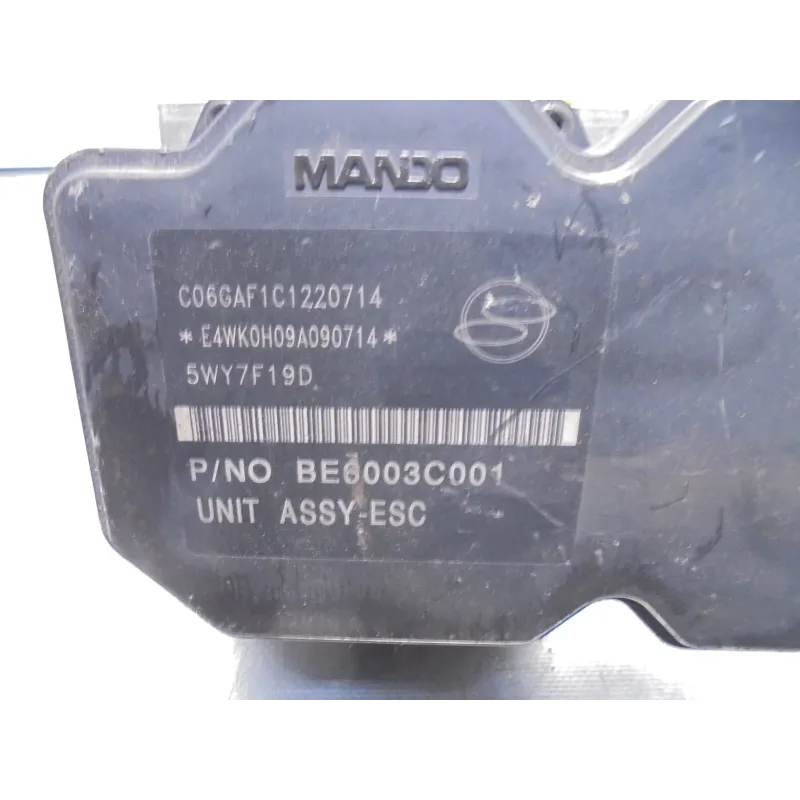 MANDO
C06GAF1C1220714
*E4WK0H09A090714*
5WY7F19D
P/NO BE6003C001
UNIT ASSY-ESC